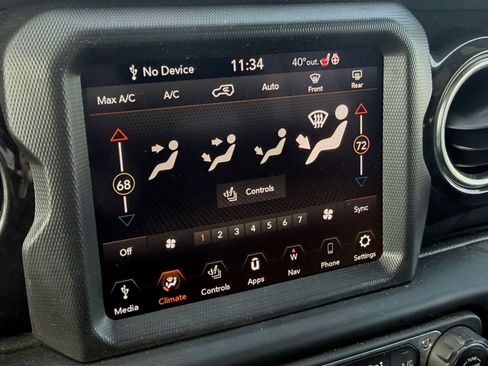 No Device 11:34 40°out.
Max A/C A/C Auto Front Rear
68 72
Controls
Off 1 2 3 4 5 6 7 Sync
Media Climate Controls Apps W Nav Phone Settings
A/C
TUNE